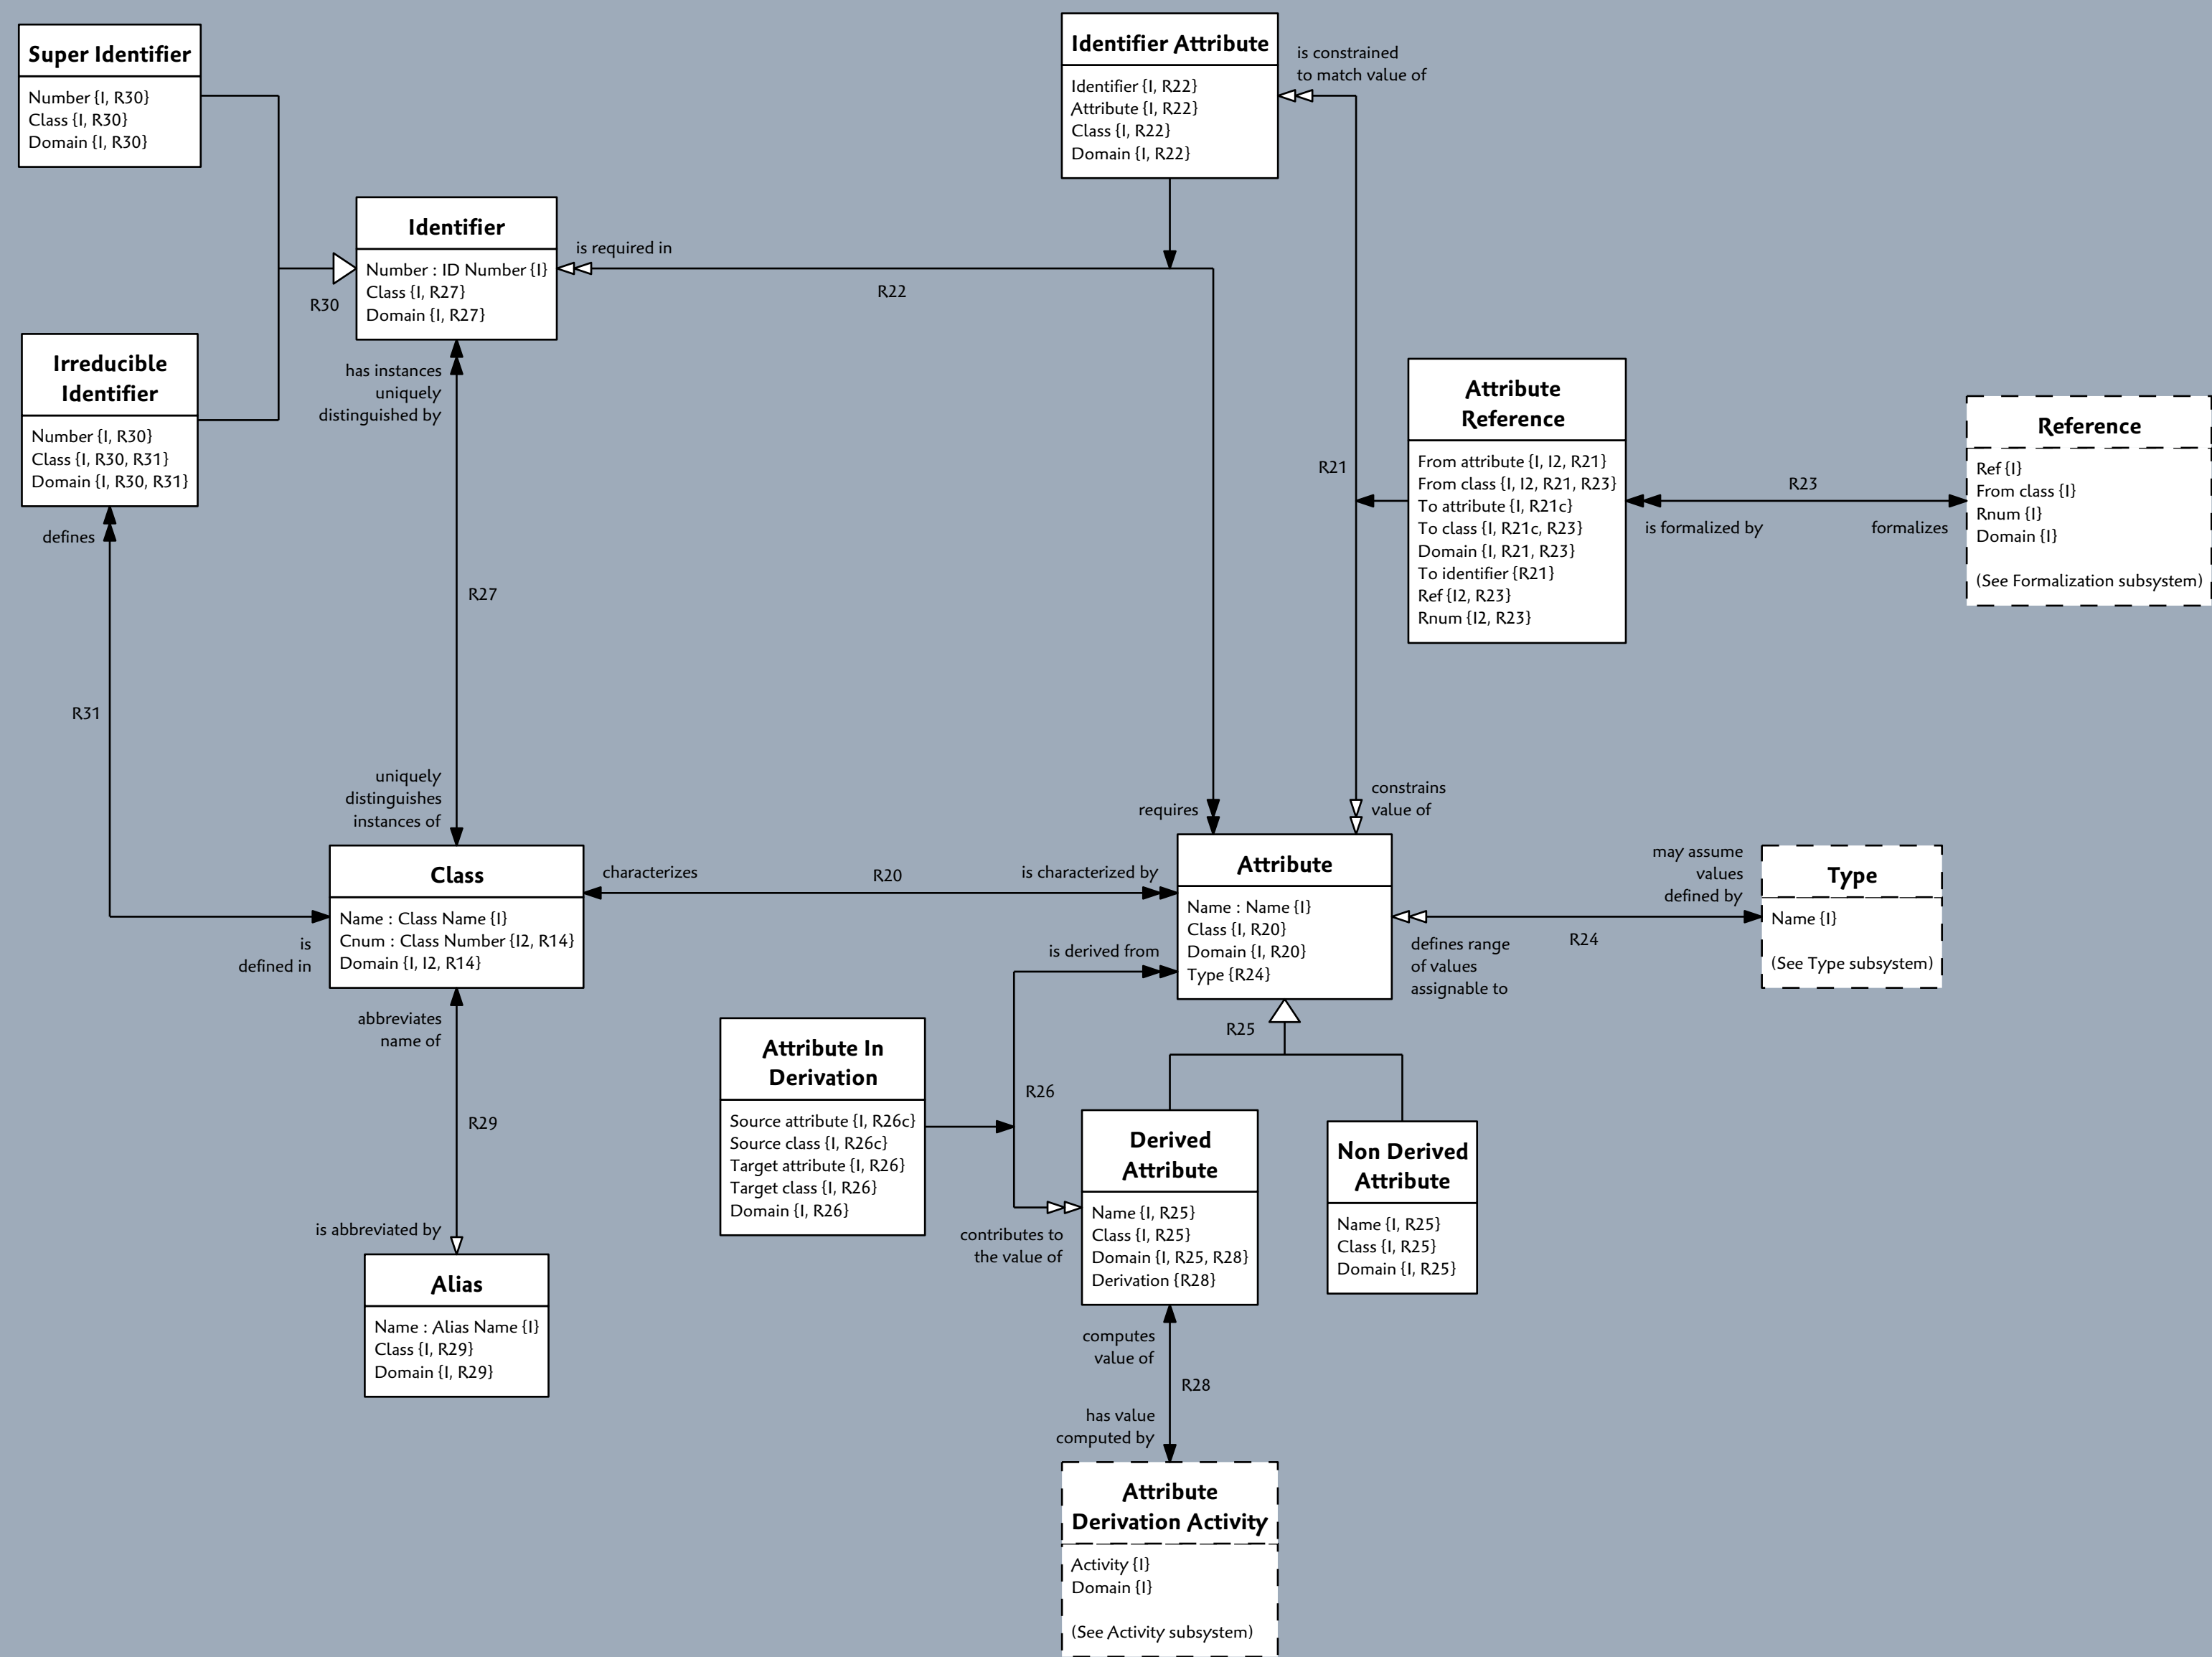 Super Identifier
Number {I, R30}
Class {I, R30}
Domain {I, R30}
Identifier Attribute
Identifier {I, R22}
Attribute {I, R22}
Class {I, R22}
Domain {I, R22}
is constrained
to match value of
Identifier
Number : ID Number {I}
Class {I, R27}
Domain {I, R27}
is required in
R22
R30
Irreducible
Identifier
Number {I, R30}
Class {I, R30, R31}
Domain {I, R30, R31}
has instances
uniquely
distinguished by
defines
R21
Attribute
Reference
From attribute {I, I2, R21}
From class {I, I2, R21, R23}
To attribute {I, R21c}
To class {I, R21c, R23}
Domain {I, R21, R23}
To identifier {R21}
Ref {I2, R23}
Rnum {I2, R23}
R23
is formalized by
formalizes
Reference
Ref {I}
From class {I}
Rnum {I}
Domain {I}
(See Formalization subsystem)
R27
R31
uniquely
distinguishes
instances of
requires
constrains
value of
Class
Name : Class Name {I}
Cnum : Class Number {I2, R14}
Domain {I, I2, R14}
is
defined in
characterizes
R20
is characterized by
Attribute
Name : Name {I}
Class {I, R20}
Domain {I, R20}
Type {R24}
may assume
values
defined by
R24
defines range
of values
assignable to
Type
Name {I}
(See Type subsystem)
is derived from
abbreviates
name of
R29
is abbreviated by
Attribute In
Derivation
Source attribute {I, R26c}
Source class {I, R26c}
Target attribute {I, R26}
Target class {I, R26}
Domain {I, R26}
R26
R25
contributes to
the value of
Derived
Attribute
Name {I, R25}
Class {I, R25}
Domain {I, R25, R28}
Derivation {R28}
Non Derived
Attribute
Name {I, R25}
Class {I, R25}
Domain {I, R25}
Alias
Name : Alias Name {I}
Class {I, R29}
Domain {I, R29}
computes
value of
R28
has value
computed by
Attribute
Derivation Activity
Activity {I}
Domain {I}
(See Activity subsystem)